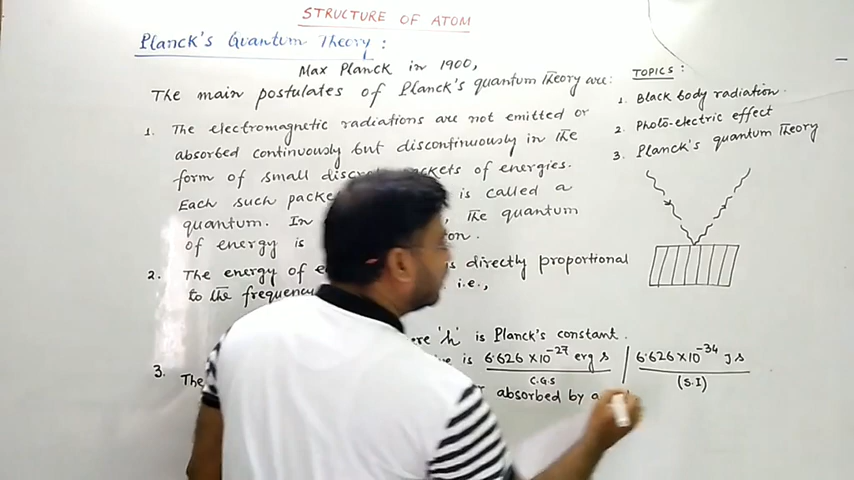 STRUCTURE OF ATOM
Planck's Quantum Theory :
Max Planck in 1900,
The main postulates of Planck's quantum Theory are:
1. The electromagnetic radiations are not emitted or
absorbed continuously but discontinuously in the
form of small discrete packets of energies.
Each such is called a
quantum. In , the quantum
of energy is
2. The energy of is directly proportional
to the frequency i.e.,
'h' is Planck's constant.
is 6.626 × 10⁻²⁷ erg s | 6.626 × 10⁻³⁴ J s
C.G.S (S.I)
3. The absorbed by a
TOPICS :
1. Black body radiation.
2. Photo-electric effect
3. Planck's quantum Theory